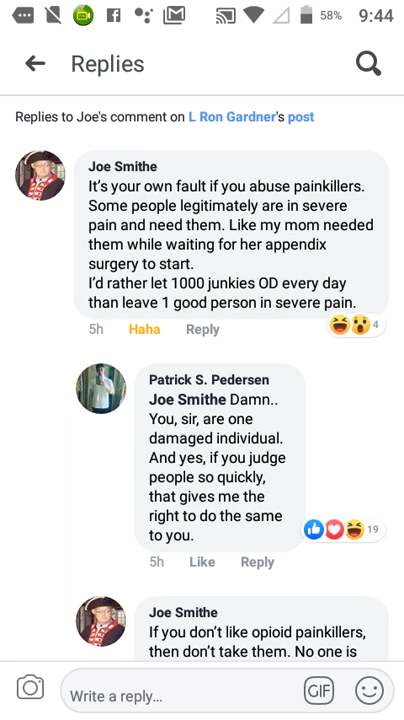 58% 9:44
Replies
Replies to Joe's comment on L Ron Gardner's post
Joe Smithe
It's your own fault if you abuse painkillers.
Some people legitimately are in severe
pain and need them. Like my mom needed
them while waiting for her appendix
surgery to start.
I'd rather let 1000 junkies OD every day
than leave 1 good person in severe pain.
5h Haha Reply 4
Patrick S. Pedersen
Joe Smithe Damn..
You, sir, are one
damaged individual.
And yes, if you judge
people so quickly,
that gives me the
right to do the same
to you.
19
5h Like Reply
Joe Smithe
If you don't like opioid painkillers,
then don't take them. No one is
Write a reply...
GIF